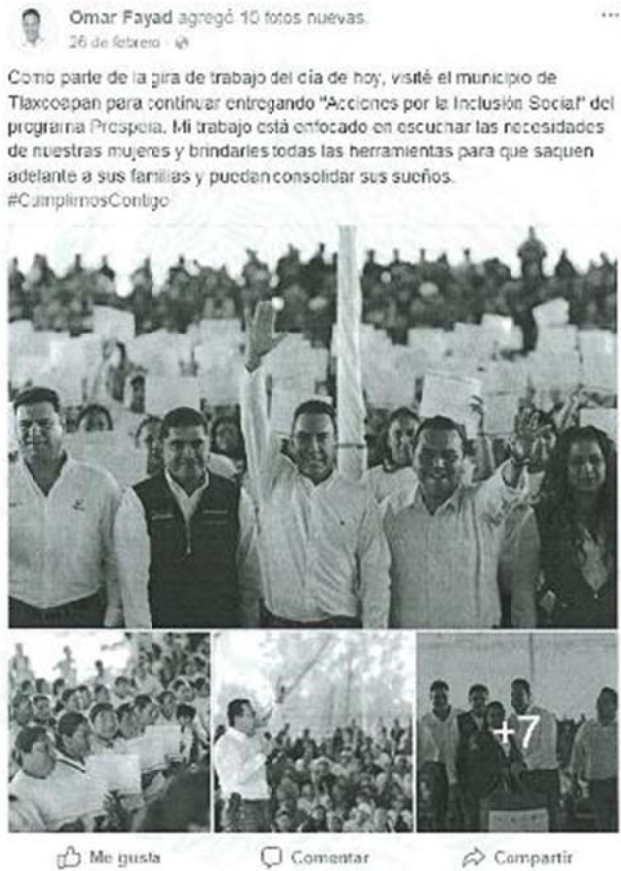 Omar Fayad agregó 10 fotos nuevas.
26 de febrero ·
Como parte de la gira de trabajo del día de hoy, visité el municipio de
Tlaxcoapan para continuar entregando "Acciones por la Inclusión Social" del
programa Prospera. Mi trabajo está enfocado en escuchar las necesidades
de nuestras mujeres y brindarles todas las herramientas para que saquen
adelante a sus familias y puedan consolidar sus sueños.
#CumplimosContigo
+7
Me gusta
Comentar
Compartir